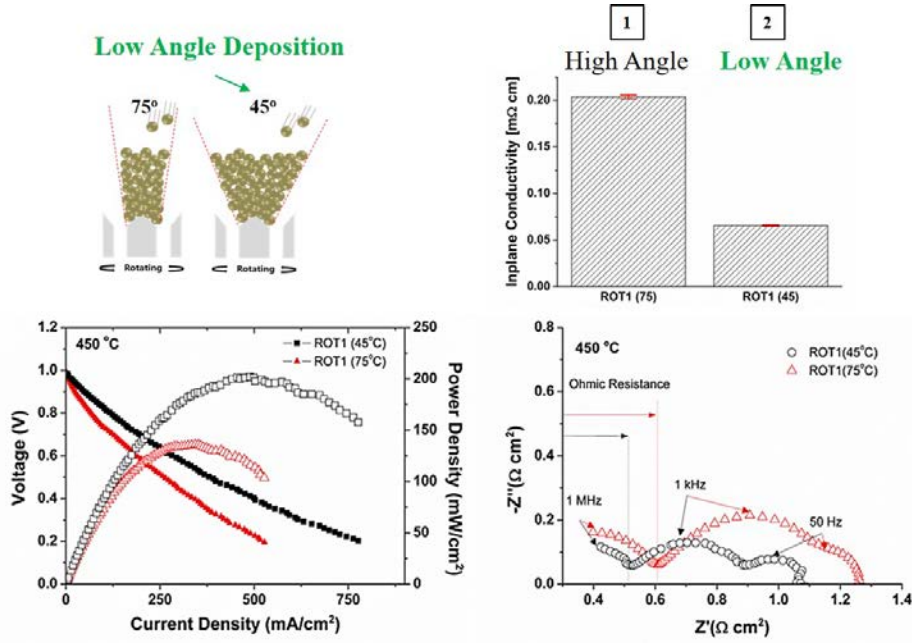 Low Angle Deposition
75°
45°
Rotating
Rotating
1
2
High Angle
Low Angle
Inplane Conductivity [mΩ cm]
0.20
0.15
0.10
0.05
0.00
ROT1 (75)
ROT1 (45)
450 °C
ROT1 (45°C)
ROT1 (75°C)
Voltage (V)
1.2
1.0
0.8
0.6
0.4
0.2
0.0
Power Density (mW/cm²)
250
200
150
100
50
0
0
250
500
750
Current Density (mA/cm²)
450 °C
ROT1(45°C)
ROT1(75°C)
Ohmic Resistance
1 MHz
1 kHz
50 Hz
-Z''(Ω cm²)
0.8
0.6
0.4
0.2
0.0
0.4
0.6
0.8
1.0
1.2
1.4
Z'(Ω cm²)